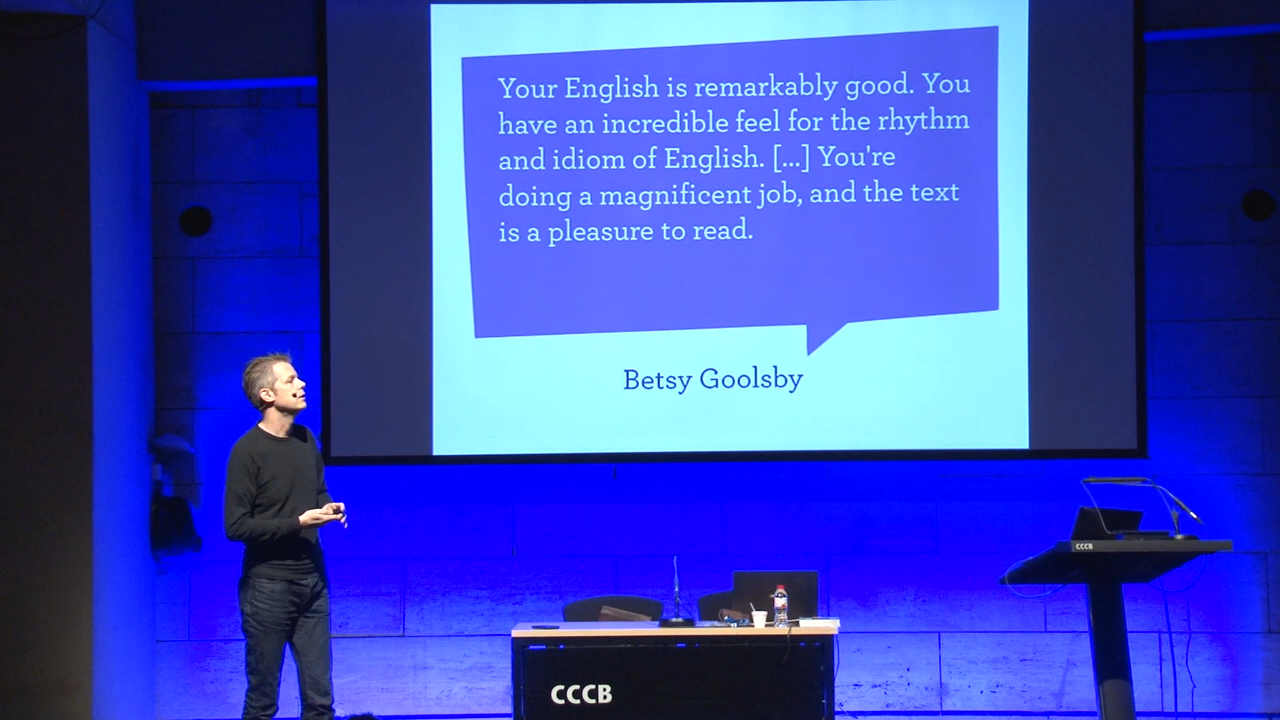 Your English is remarkably good. You
have an incredible feel for the rhythm
and idiom of English. [...] You're
doing a magnificent job, and the text
is a pleasure to read.
Betsy Goolsby
CCCB
CCCB